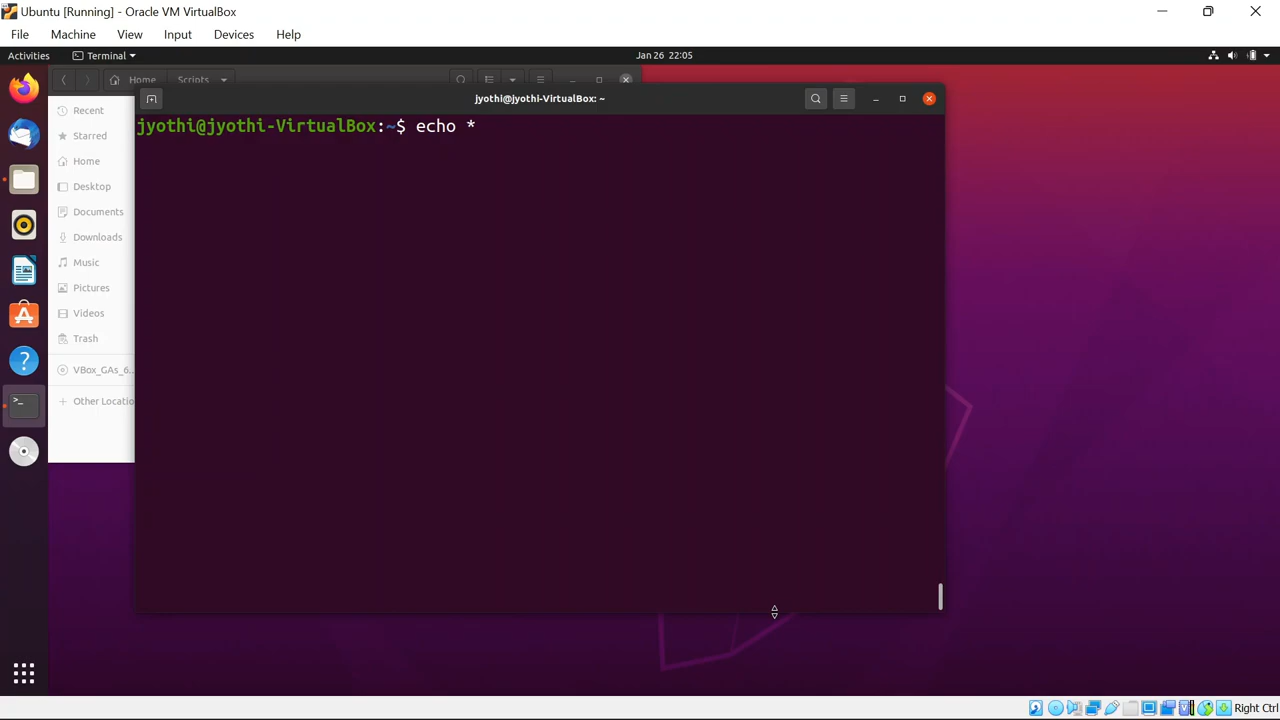 Ubuntu [Running] - Oracle VM VirtualBox
File Machine View Input Devices Help
Activities Terminal Jan 26 22:05
Home Scripts
jyothi@jyothi-VirtualBox: ~
Recent
Starred
Home
Desktop
Documents
Downloads
Music
Pictures
Videos
Trash
VBox_GAs_6...
Other Locatio
jyothi@jyothi-VirtualBox:~$ echo *
Right Ctrl